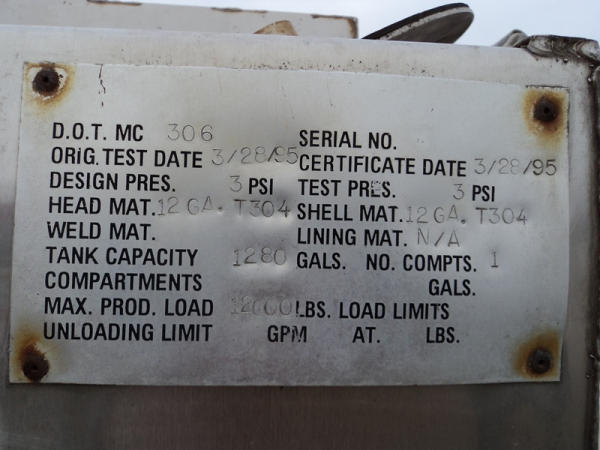 D.O.T. MC 306 SERIAL NO.
ORiG. TEST DATE 3/28/95 CERTIFICATE DATE 3/28/95
DESIGN PRES. 3 PSI TEST PRES. 3 PSI
HEAD MAT. 12 GA. T304 SHELL MAT. 12 GA. T304
WELD MAT. LINING MAT. N/A
TANK CAPACITY 1280 GALS. NO. COMPTS. 1
COMPARTMENTS GALS.
MAX. PROD. LOAD 12000 LBS. LOAD LIMITS
UNLOADING LIMIT GPM AT. LBS.